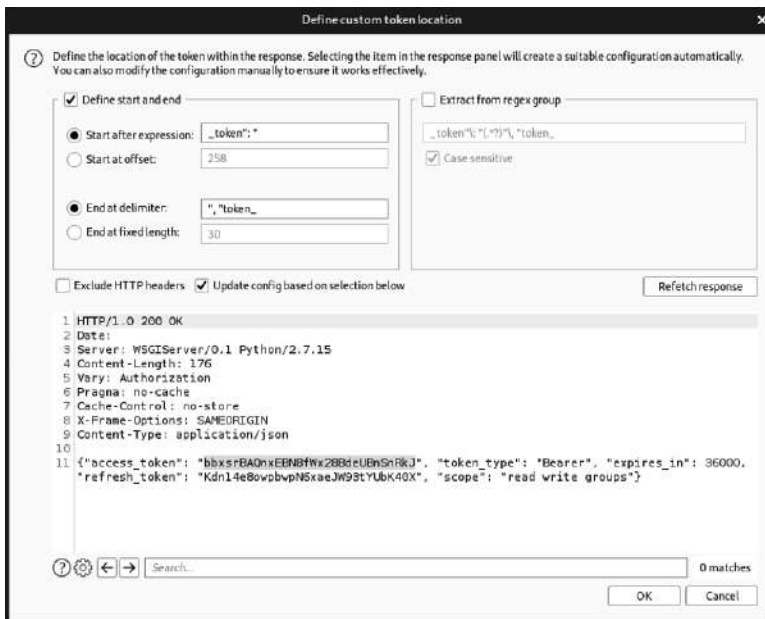 Define custom token location
Define the location of the token within the response. Selecting the item in the response panel will create a suitable configuration automatically.
You can also modify the configuration manually to ensure it works effectively.
Define start and end
Start after expression: _token": "
Start at offset: 258
End at delimiter: ", "token_
End at fixed length: 30
Extract from regex group
_token"\: "(.*?)"\, "token_
Case sensitive
Exclude HTTP headers Update config based on selection below Refetch response
1 HTTP/1.0 200 OK
2 Date:
3 Server: WSGIServer/0.1 Python/2.7.15
4 Content-Length: 176
5 Vary: Authorization
6 Pragma: no-cache
7 Cache-Control: no-store
8 X-Frame-Options: SAMEORIGIN
9 Content-Type: application/json
10
11 {"access_token": "", "token_type": "Bearer", "expires_in": 36000,
"refresh_token": "", "scope": "read write groups"}
Search... 0 matches
OK Cancel